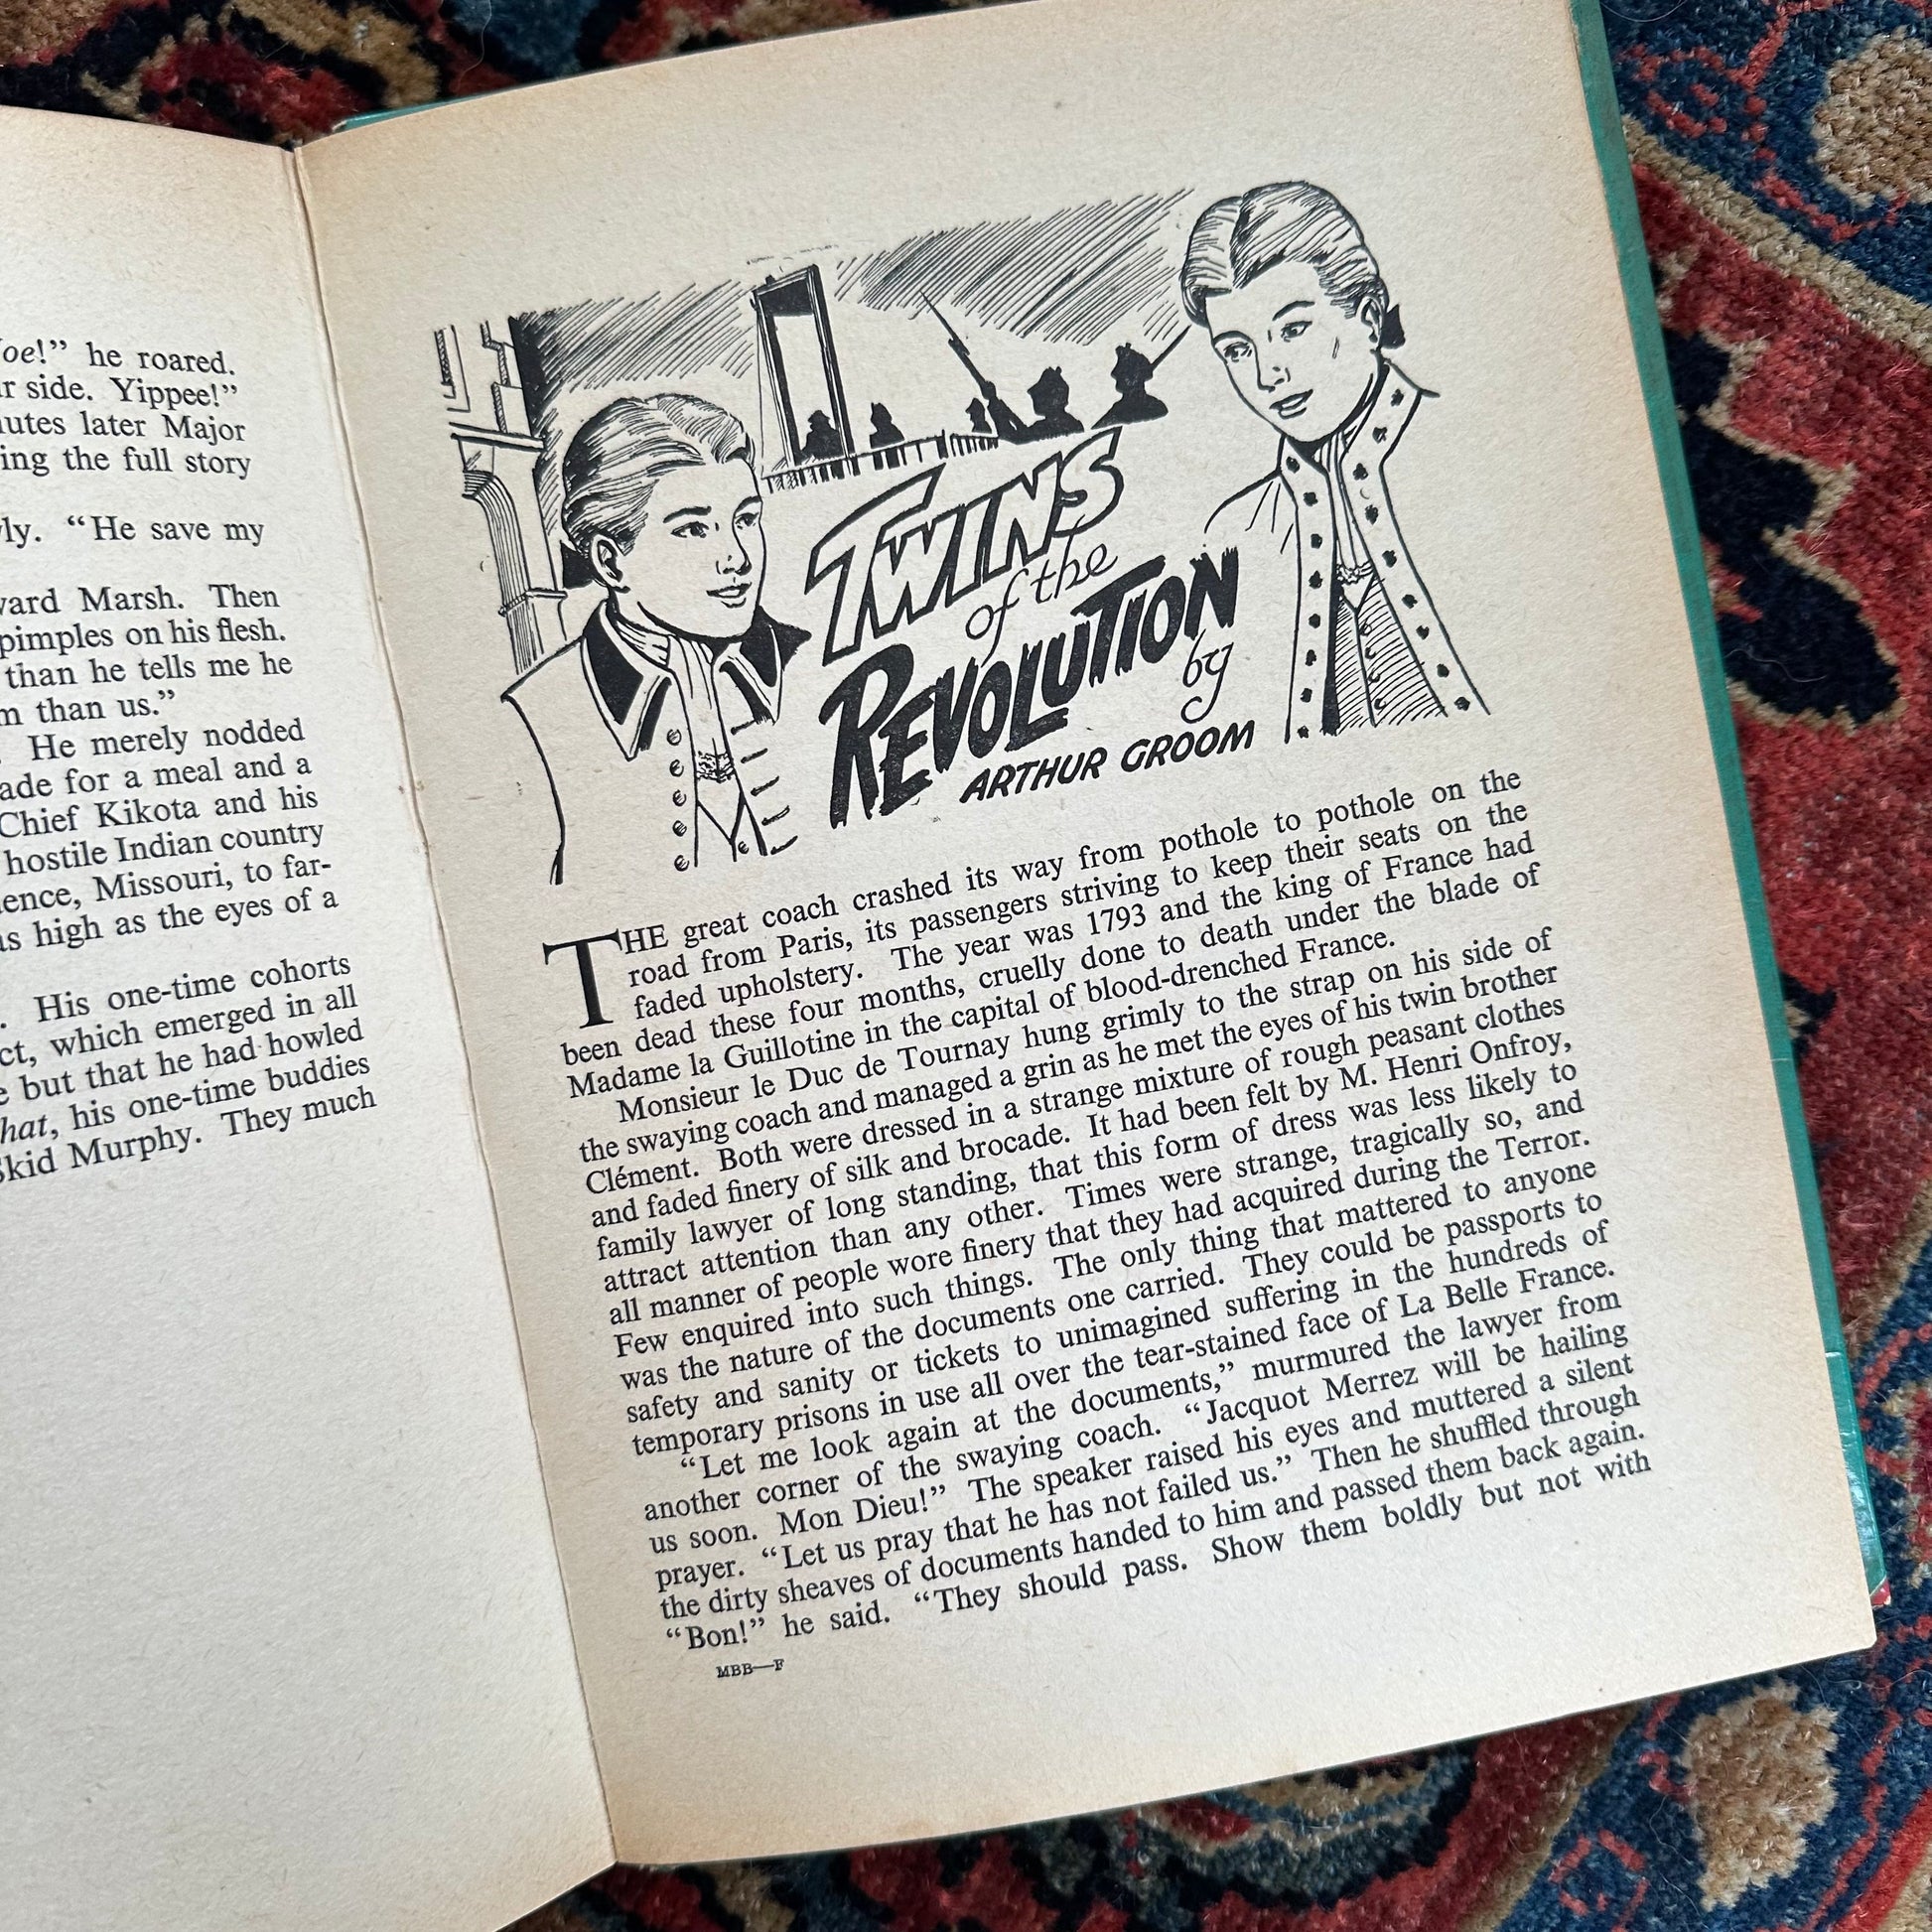 he roared.
side. Yippee!”
later Major
ing the full story
“He save my
Marsh. Then
pimples on his flesh.
than he tells me he
than us.”
He merely nodded
for a meal and a
Chief Kikota and his
hostile Indian country
Missouri, to far-
as high as the eyes of a
His one-time cohorts
which emerged in all
but that he had howled
his one-time buddies
Skid Murphy. They much
TWINS
of the
REVOLUTION
by
ARTHUR GROOM
THE great coach crashed its way from pothole to pothole on the
road from Paris, its passengers striving to keep their seats on the
faded upholstery. The year was 1793 and the king of France had
been dead these four months, cruelly done to death under the blade of
Madame la Guillotine in the capital of blood-drenched France.
Monsieur le Duc de Tournay hung grimly to the strap on his side of
the swaying coach and managed a grin as he met the eyes of his twin brother
Clément. Both were dressed in a strange mixture of rough peasant clothes
and faded finery of silk and brocade. It had been felt by M. Henri Onfroy,
family lawyer of long standing, that this form of dress was less likely to
attract attention than any other. Times were strange, tragically so, and
all manner of people wore finery that they had acquired during the Terror.
Few enquired into such things. The only thing that mattered to anyone
was the nature of the documents one carried. They could be passports to
safety and sanity or tickets to unimagined suffering in the hundreds of
temporary prisons in use all over the tear-stained face of La Belle France.
“Let me look again at the documents,” murmured the lawyer from
another corner of the swaying coach. “Jacquot Merrez will be hailing
us soon. Mon Dieu!” The speaker raised his eyes and muttered a silent
prayer. “Let us pray that he has not failed us.” Then he shuffled through
the dirty sheaves of documents handed to him and passed them back again.
“Bon!” he said. “They should pass. Show them boldly but not with
MBB—F